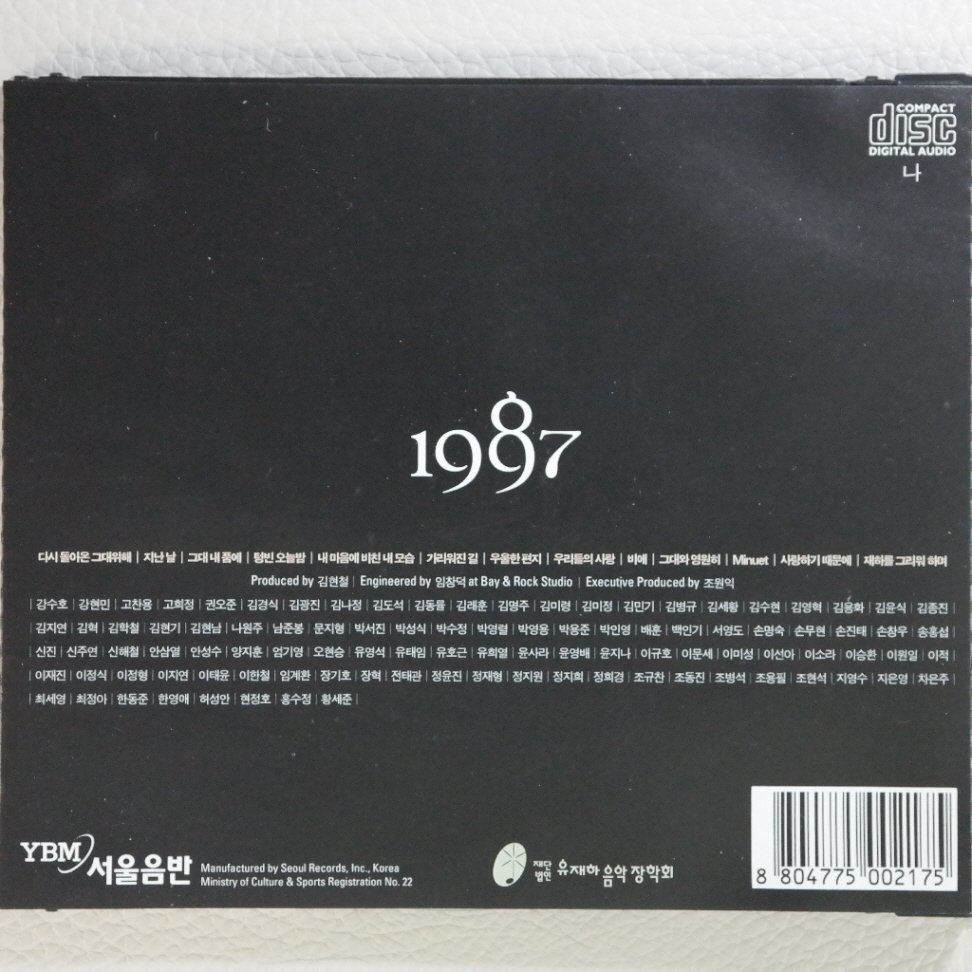 COMPACT
disc
DIGITAL AUDIO
나
1987
다시 돌아온 그대위해 | 지난 날 | 그대 내 품에 | 텅빈 오늘밤 | 내 마음에 비친 내 모습 | 가리워진 길 | 우울한 편지 | 우리들의 사랑 | 비애 | 그대와 영원히 | Minuet | 사랑하기 때문에 | 재하를 그리워 하며
Produced by 김현철 | Engineered by 임창덕 at Bay & Rock Studio | Executive Produced by 조원익
| 강수호 | 강현민 | 고찬용 | 고희정 | 권오준 | 김경식 | 김광진 | 김나정 | 김도석 | 김동률 | 김래훈 | 김명주 | 김미령 | 김미정 | 김민기 | 김병규 | 김세황 | 김수현 | 김영혁 | 김용화 | 김윤식 | 김종진 |
| 김지연 | 김혁 | 김학철 | 김현기 | 김현남 | 나원주 | 남준봉 | 문지형 | 박서진 | 박성식 | 박수정 | 박영렬 | 박영용 | 박용준 | 박인영 | 배훈 | 백인기 | 서영도 | 손명숙 | 손무현 | 손진태 | 손창우 | 송홍섭 |
| 신진 | 신주연 | 신해철 | 안삼열 | 안성수 | 양지훈 | 엄기영 | 오현승 | 유영석 | 유태임 | 유호근 | 유희열 | 윤사라 | 윤영배 | 윤지나 | 이규호 | 이문세 | 이미성 | 이선아 | 이소라 | 이승환 | 이원일 | 이적 |
| 이재진 | 이정식 | 이정형 | 이지연 | 이태윤 | 이한철 | 임계환 | 장기호 | 장혁 | 전태관 | 정유진 | 정재형 | 정지원 | 정지희 | 정희경 | 조규찬 | 조동진 | 조병석 | 조응필 | 조현석 | 지영수 | 지은영 | 차은주 |
| 최세영 | 최정아 | 한동준 | 한영애 | 허성안 | 현정호 | 홍수정 | 황세준 |
YBM 서울음반
Manufactured by Seoul Records, Inc., Korea
Ministry of Culture & Sports Registration No. 22
재단법인 유재하 음악 장학회
8 804775 002175